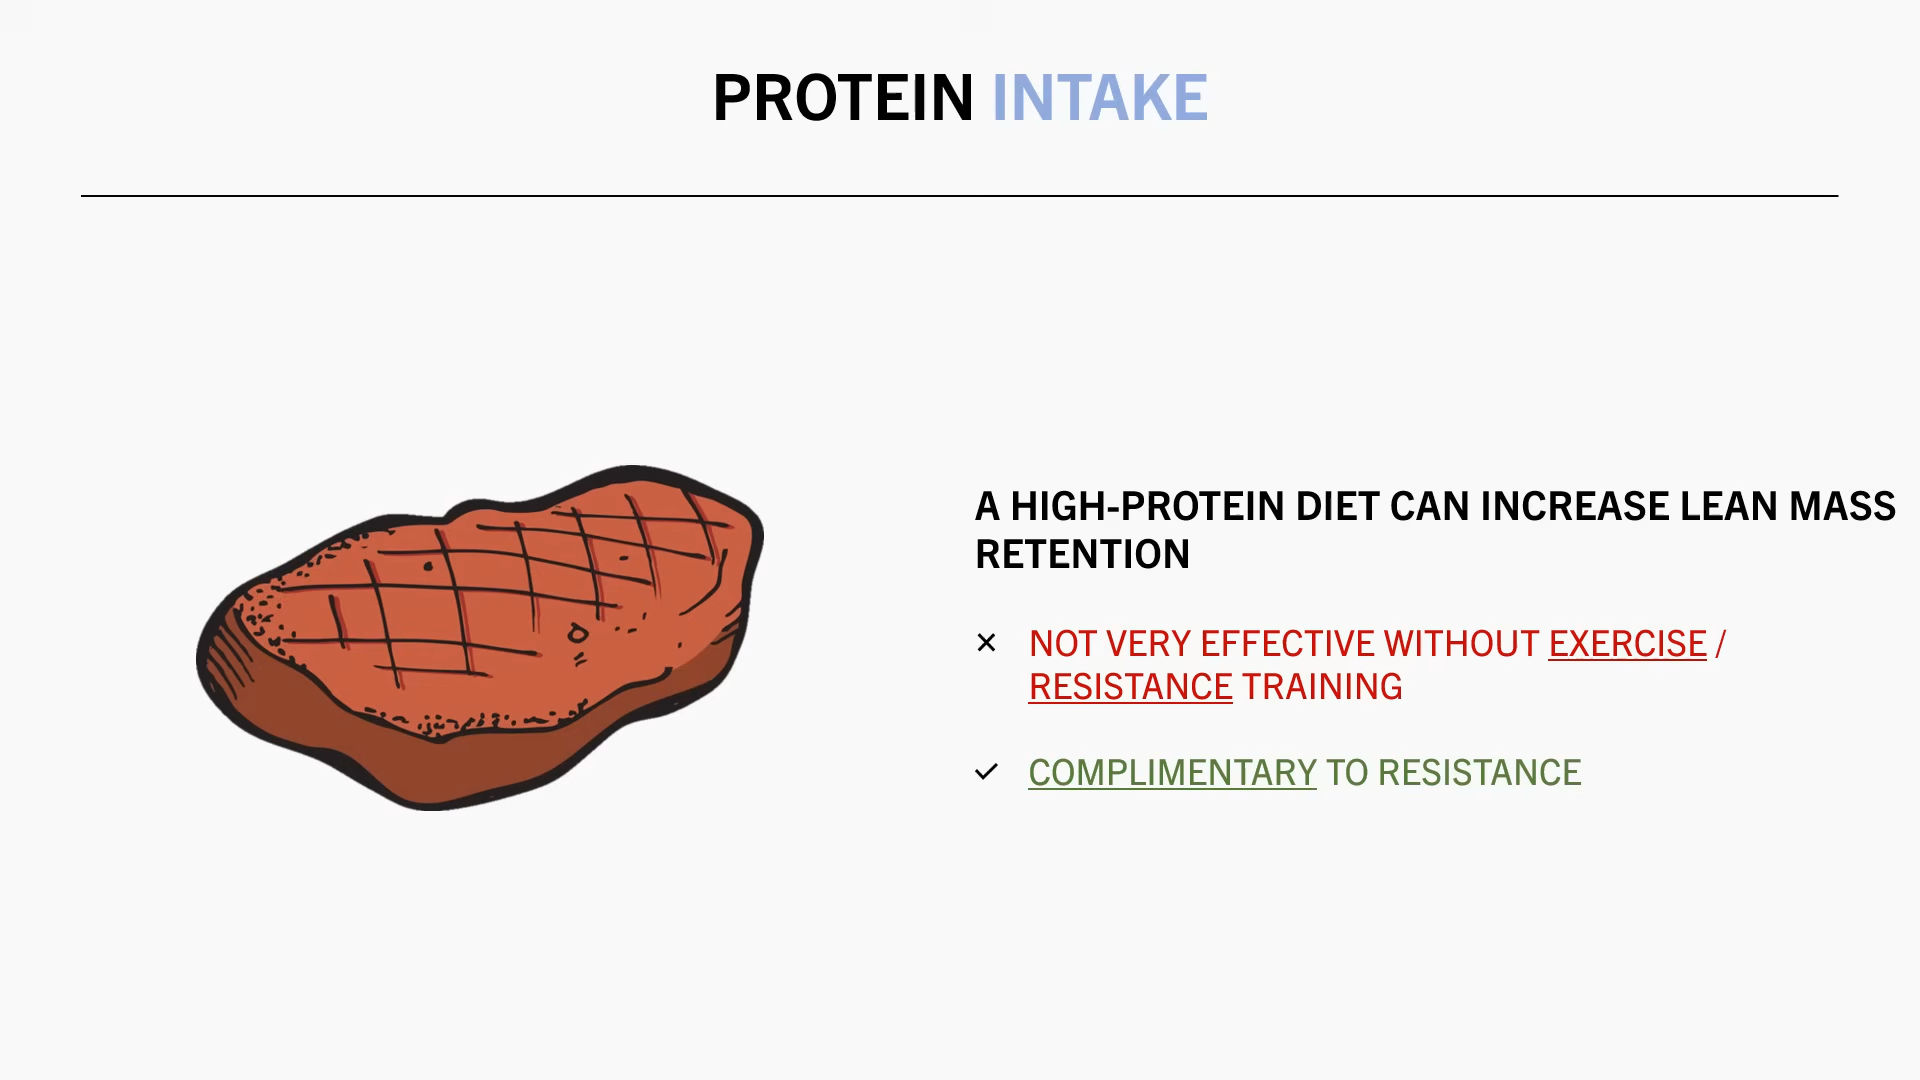 PROTEIN INTAKE
A HIGH-PROTEIN DIET CAN INCREASE LEAN MASS
RETENTION
× NOT VERY EFFECTIVE WITHOUT EXERCISE /
RESISTANCE TRAINING
✓ COMPLIMENTARY TO RESISTANCE